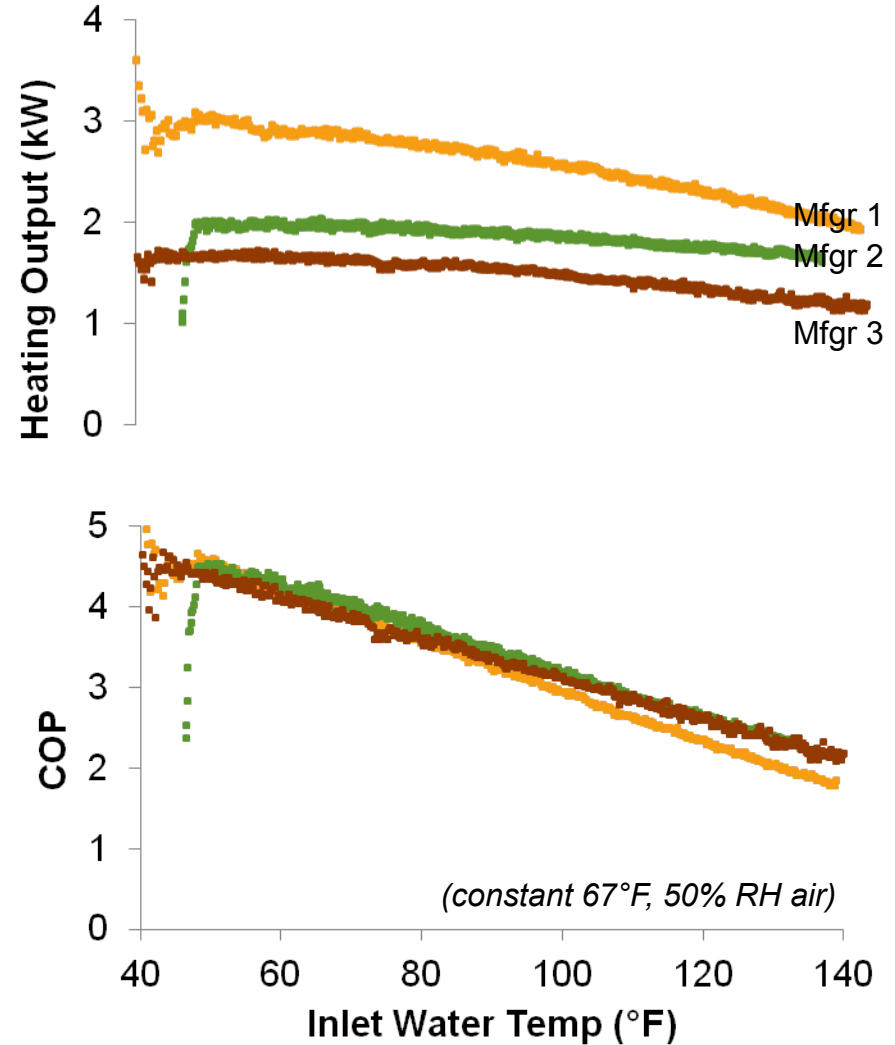 Heating Output (kW)
4
3
2
1
0
Mfgr 1
Mfgr 2
Mfgr 3
COP
5
4
3
2
1
0
(constant 67°F, 50% RH air)
40 60 80 100 120 140
Inlet Water Temp (°F)